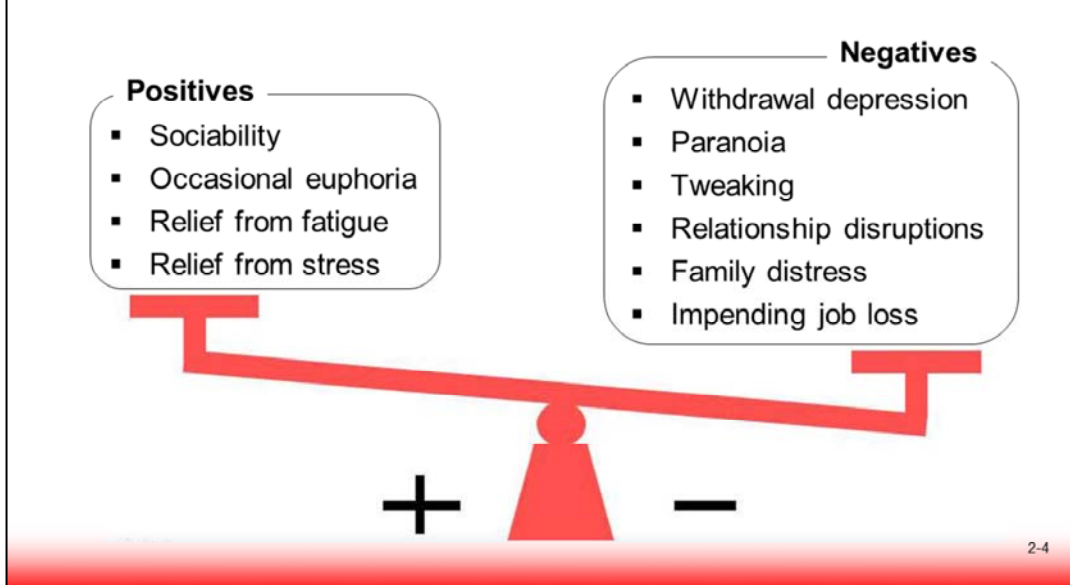 Positives
▪ Sociability
▪ Occasional euphoria
▪ Relief from fatigue
▪ Relief from stress
Negatives
▪ Withdrawal depression
▪ Paranoia
▪ Tweaking
▪ Relationship disruptions
▪ Family distress
▪ Impending job loss
+
−
2-4